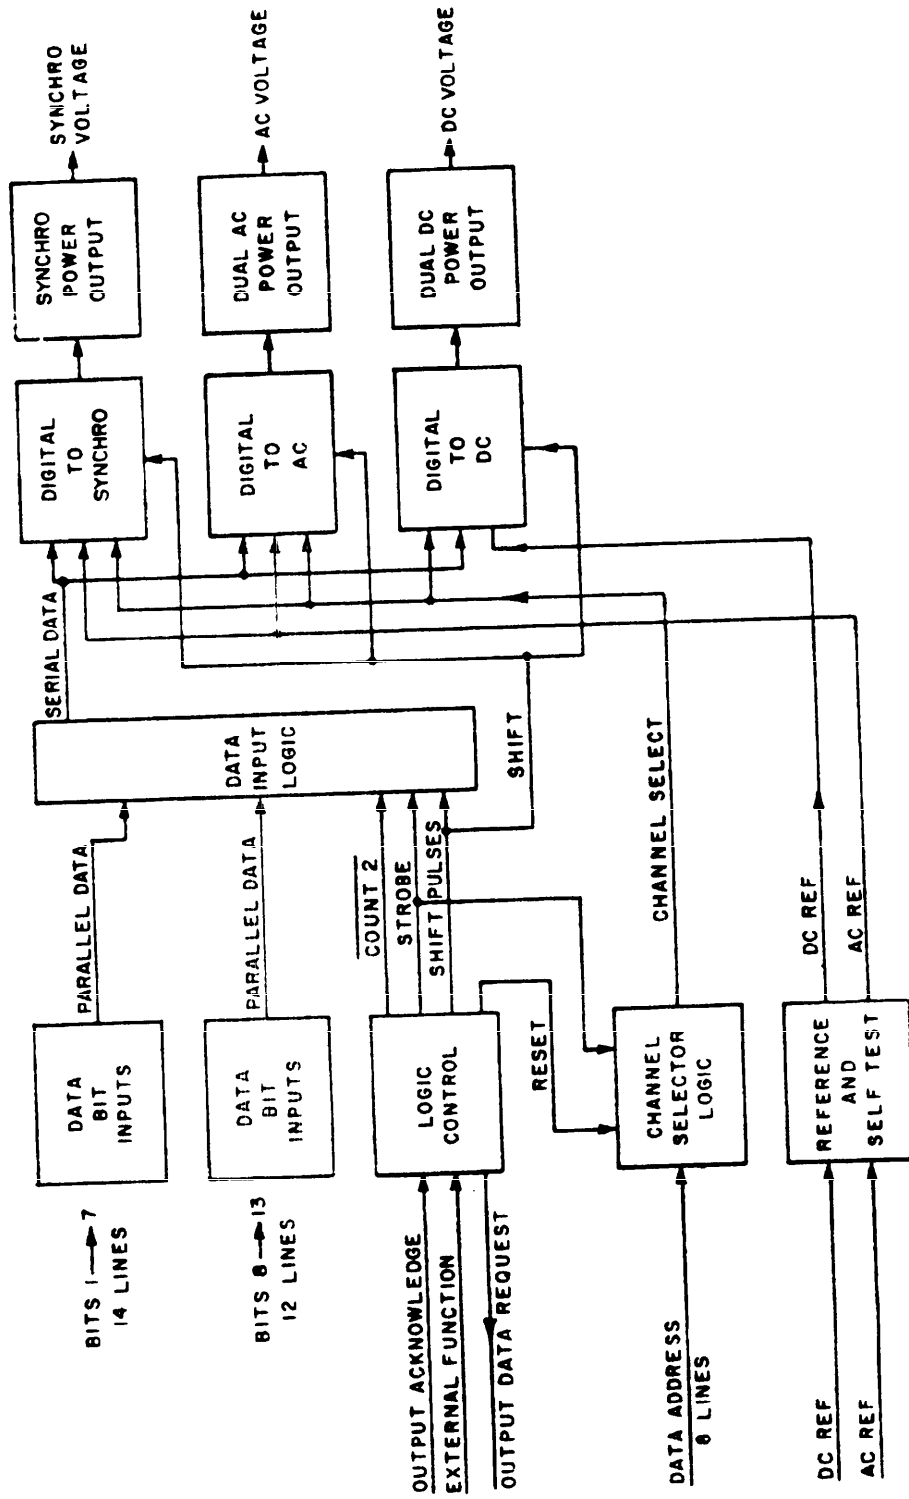 BITS 1→7
14 LINES
DATA
BIT
INPUTS
PARALLEL DATA
BITS 8→13
12 LINES
DATA
BIT
INPUTS
PARALLEL DATA
OUTPUT ACKNOWLEDGE
EXTERNAL FUNCTION
OUTPUT DATA REQUEST
LOGIC
CONTROL
COUNT 2
STROBE
SHIFT PULSES
RESET
DATA ADDRESS
8 LINES
CHANNEL
SELECTOR
LOGIC
CHANNEL SELECT
DC REF
AC REF
REFERENCE
AND
SELF TEST
DC REF
AC REF
DATA
INPUT
LOGIC
SHIFT
SERIAL DATA
DIGITAL
TO
SYNCHRO
DIGITAL
TO
AC
DIGITAL
TO
DC
SYNCHRO
POWER
OUTPUT
DUAL AC
POWER
OUTPUT
DUAL DC
POWER
OUTPUT
SYNCHRO
VOLTAGE
AC VOLTAGE
DC VOLTAGE